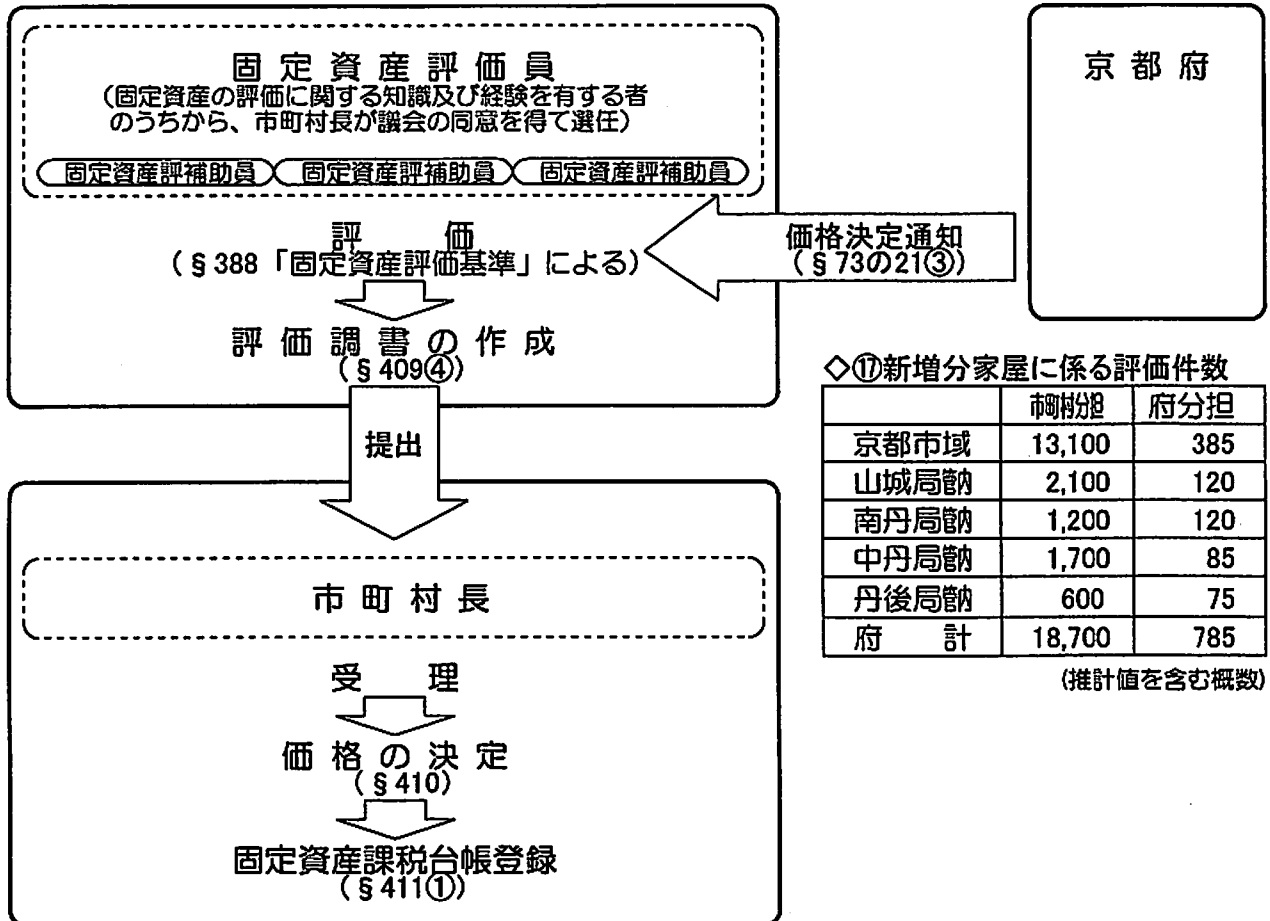 固定資産評価員
（固定資産の評価に関する知識及び経験を有する者
のうちから、市町村長が議会の同意を得て選任）
固定資産評補助員 固定資産評補助員 固定資産評補助員
評価
（§388「固定資産評価基準」による）
評価調書の作成
（§409④）
京都府
価格決定通知
（§73の21③）
提出
市町村長
受理
価格の決定
（§410）
固定資産課税台帳登録
（§411①）
◇⑰新増分家屋に係る評価件数
市町村分担 府分担
京都市域 13,100 385
山城局管内 2,100 120
南丹局管内 1,200 120
中丹局管内 1,700 85
丹後局管内 600 75
府計 18,700 785
（推計値を含む概数）